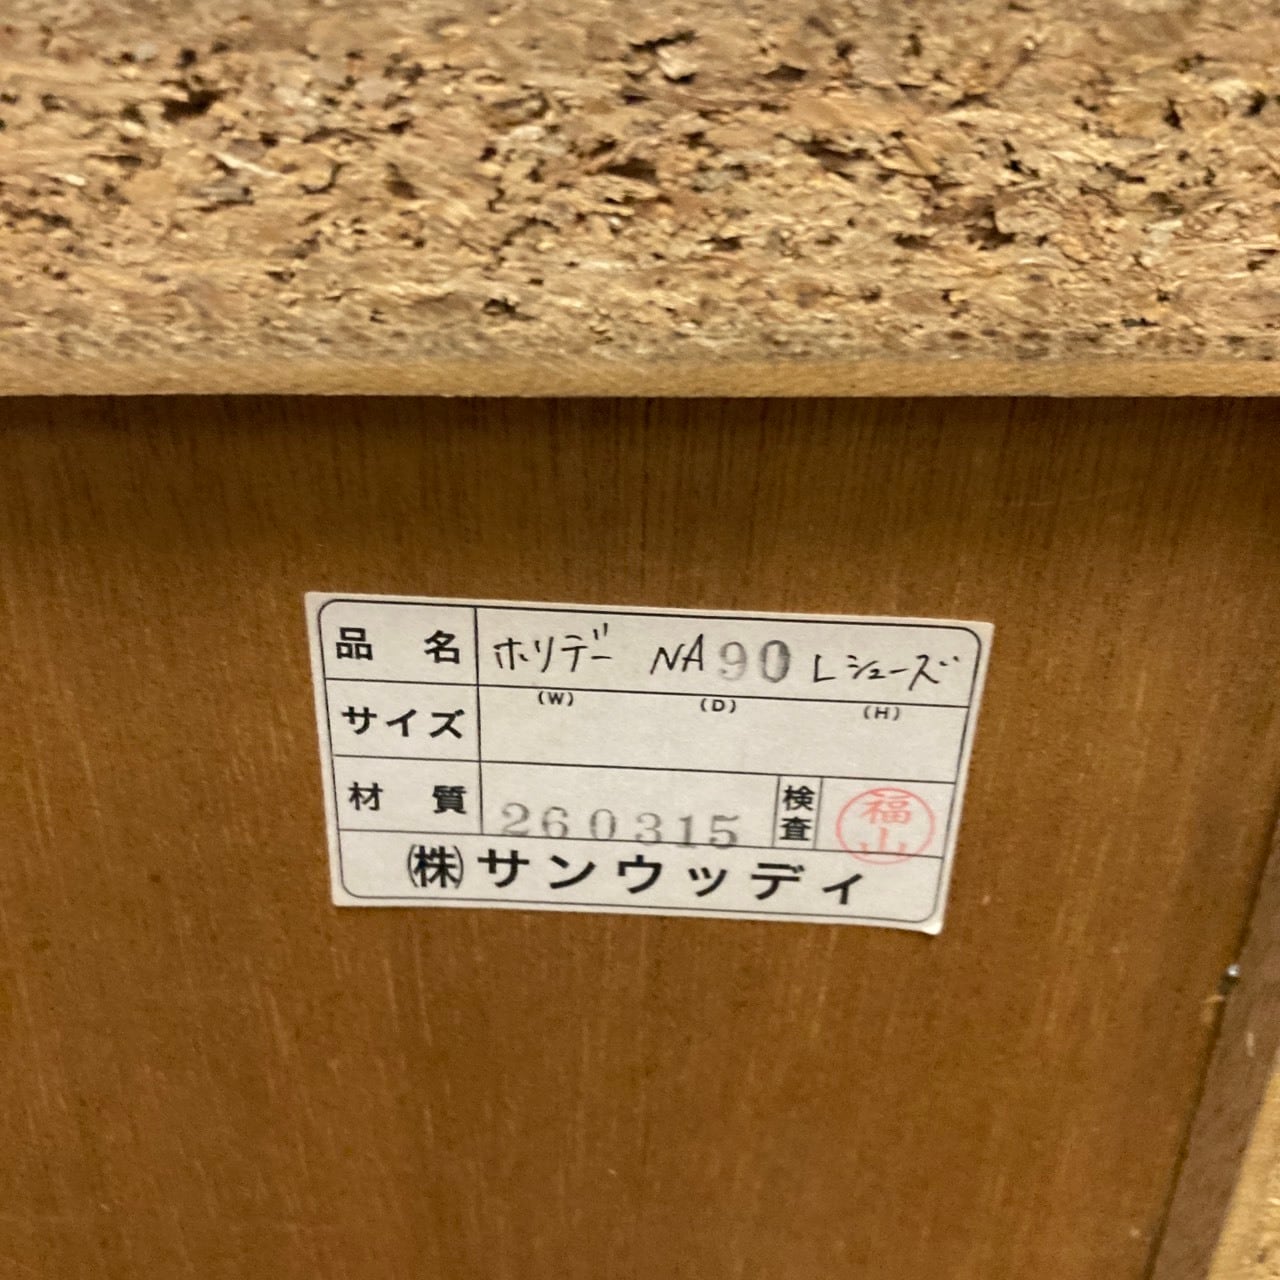 品名 ホリデー NA90 Lシューズ
サイズ (W) (D) (H)
材質 260315 検査 福山
(株)サンウッディ